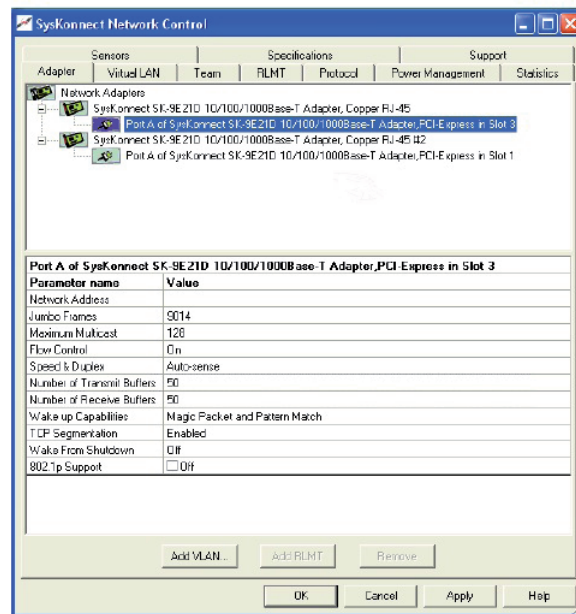 SysKonnect Network Control
Sensors Specifications Support
Adapter Virtual LAN Team RLMT Protocol Power Management Statistics
Network Adapters
SysKonnect SK-9E21D 10/100/1000Base-T Adapter, Copper RJ-45
Port A of SysKonnect SK-9E21D 10/100/1000Base-T Adapter,PCI-Express in Slot 3
SysKonnect SK-9E21D 10/100/1000Base-T Adapter, Copper RJ-45 #2
Port A of SysKonnect SK-9E21D 10/100/1000Base-T Adapter,PCI-Express in Slot 1
Port A of SysKonnect SK-9E21D 10/100/1000Base-T Adapter,PCI-Express in Slot 3
Parameter name Value
Network Address
Jumbo Frames 9014
Maximum Multicast 128
Flow Control On
Speed & Duplex Auto-sense
Number of Transmit Buffers 50
Number of Receive Buffers 50
Wake up Capabilities Magic Packet and Pattern Match
TCP Segmentation Enabled
Wake From Shutdown Off
802.1p Support Off
Add VLAN... Add RLMT Remove
OK Cancel Apply Help